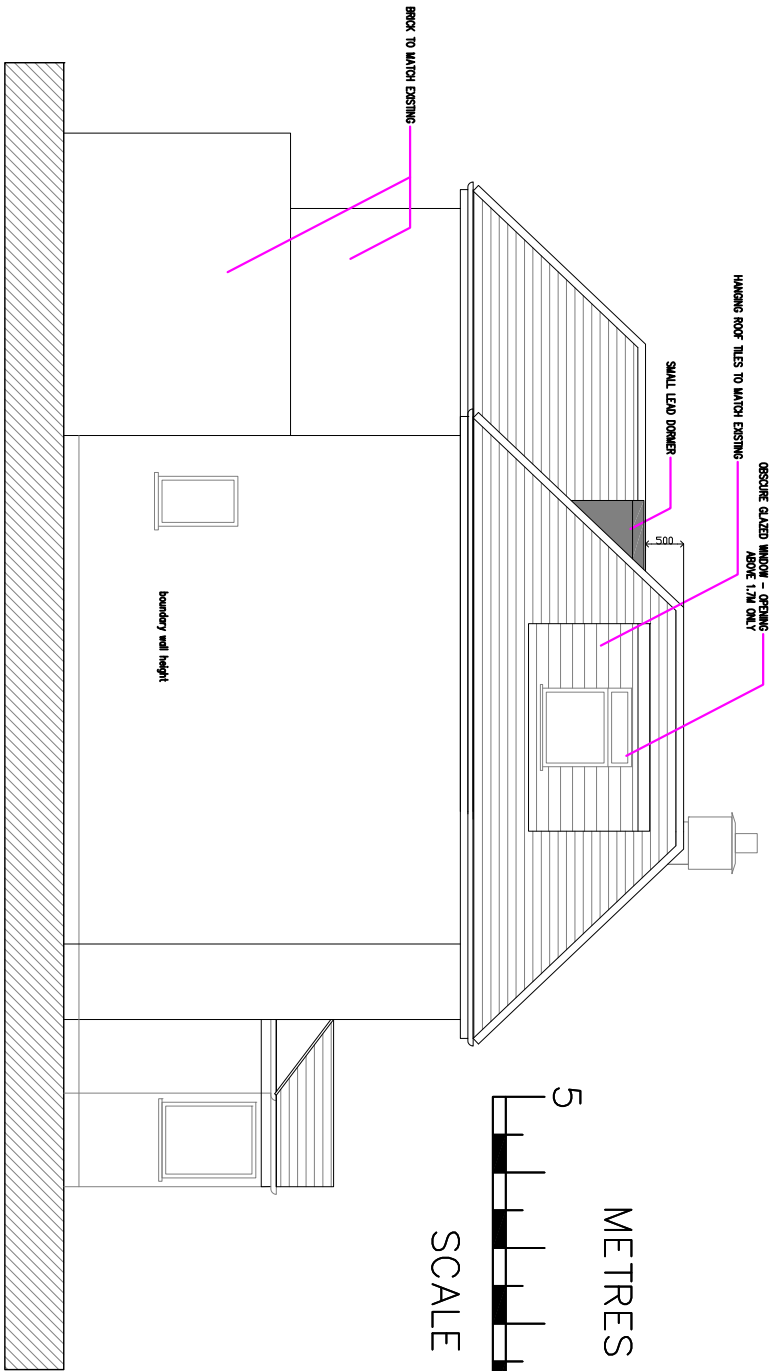 OBSCURE GLAZED WINDOW - OPENING
ABOVE 1.7M ONLY
HANGING ROOF TILES TO MATCH EXISTING
SMALL LEAD DORMER
500
BRICK TO MATCH EXISTING
boundary wall height
5
METRES
SCALE